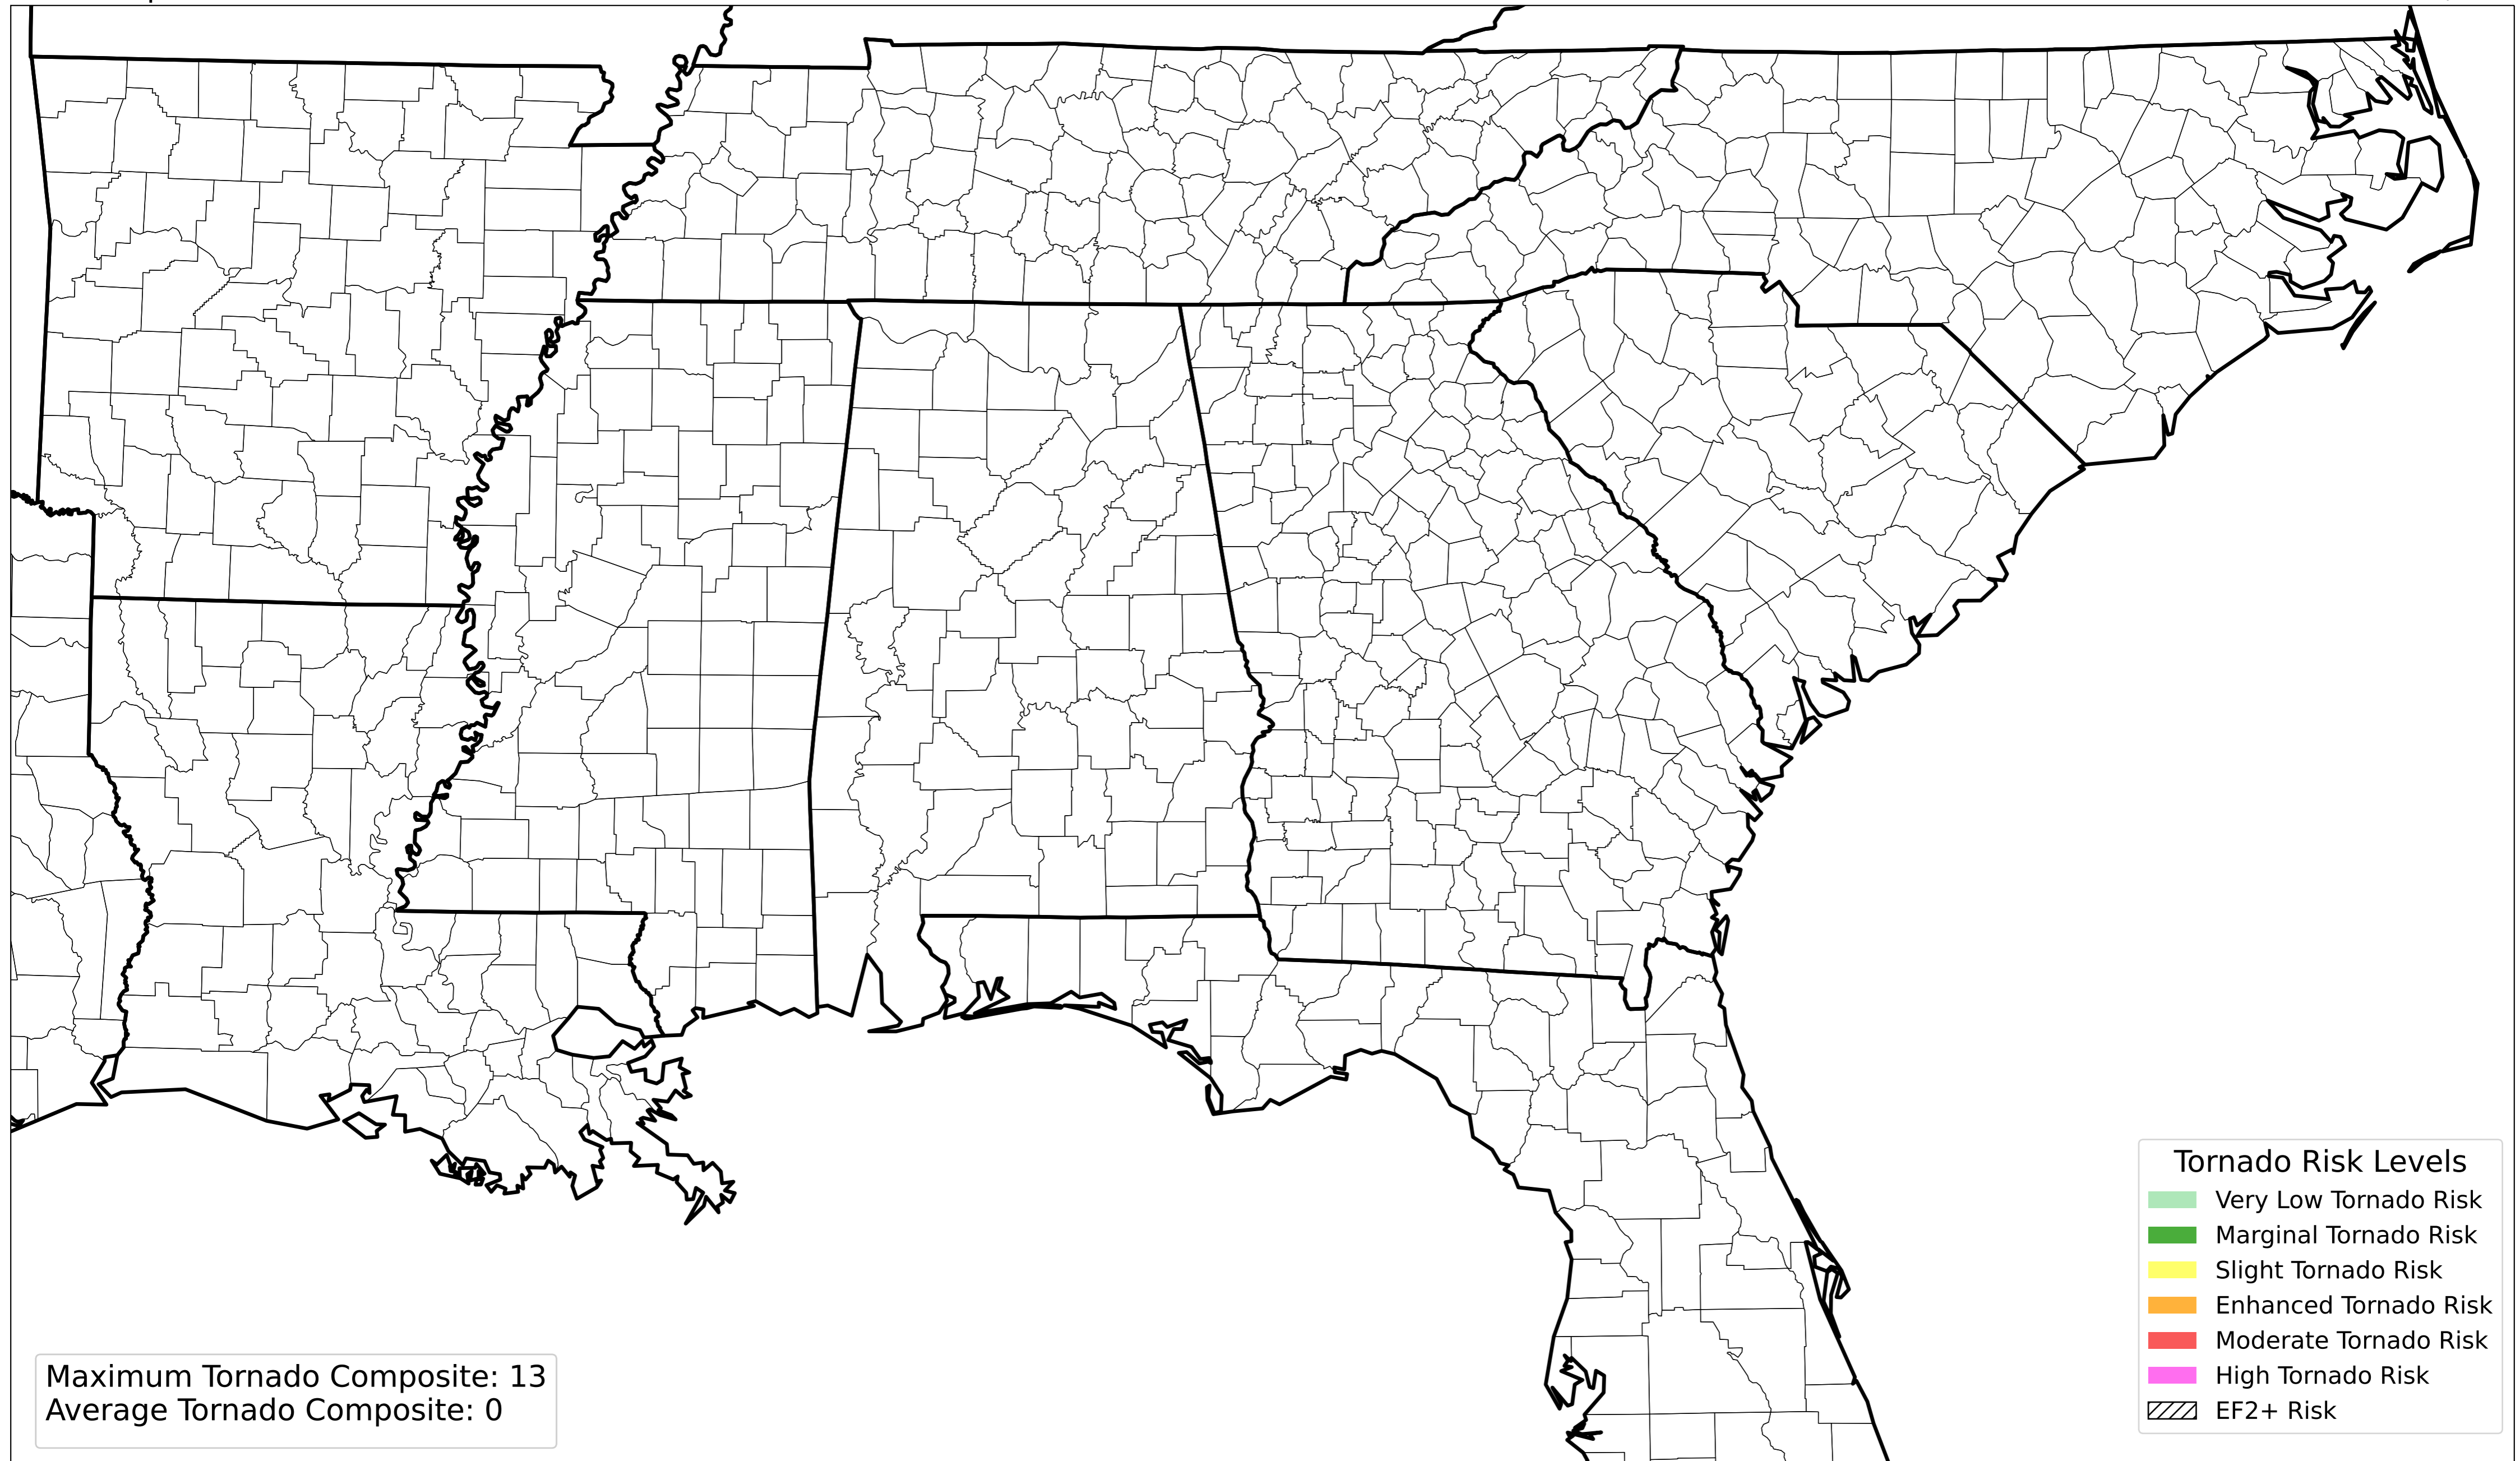 Tornado Risk Levels
Very Low Tornado Risk
Marginal Tornado Risk
Slight Tornado Risk
Enhanced Tornado Risk
Moderate Tornado Risk
High Tornado Risk
EF2+ Risk
Maximum Tornado Composite: 13
Average Tornado Composite: 0